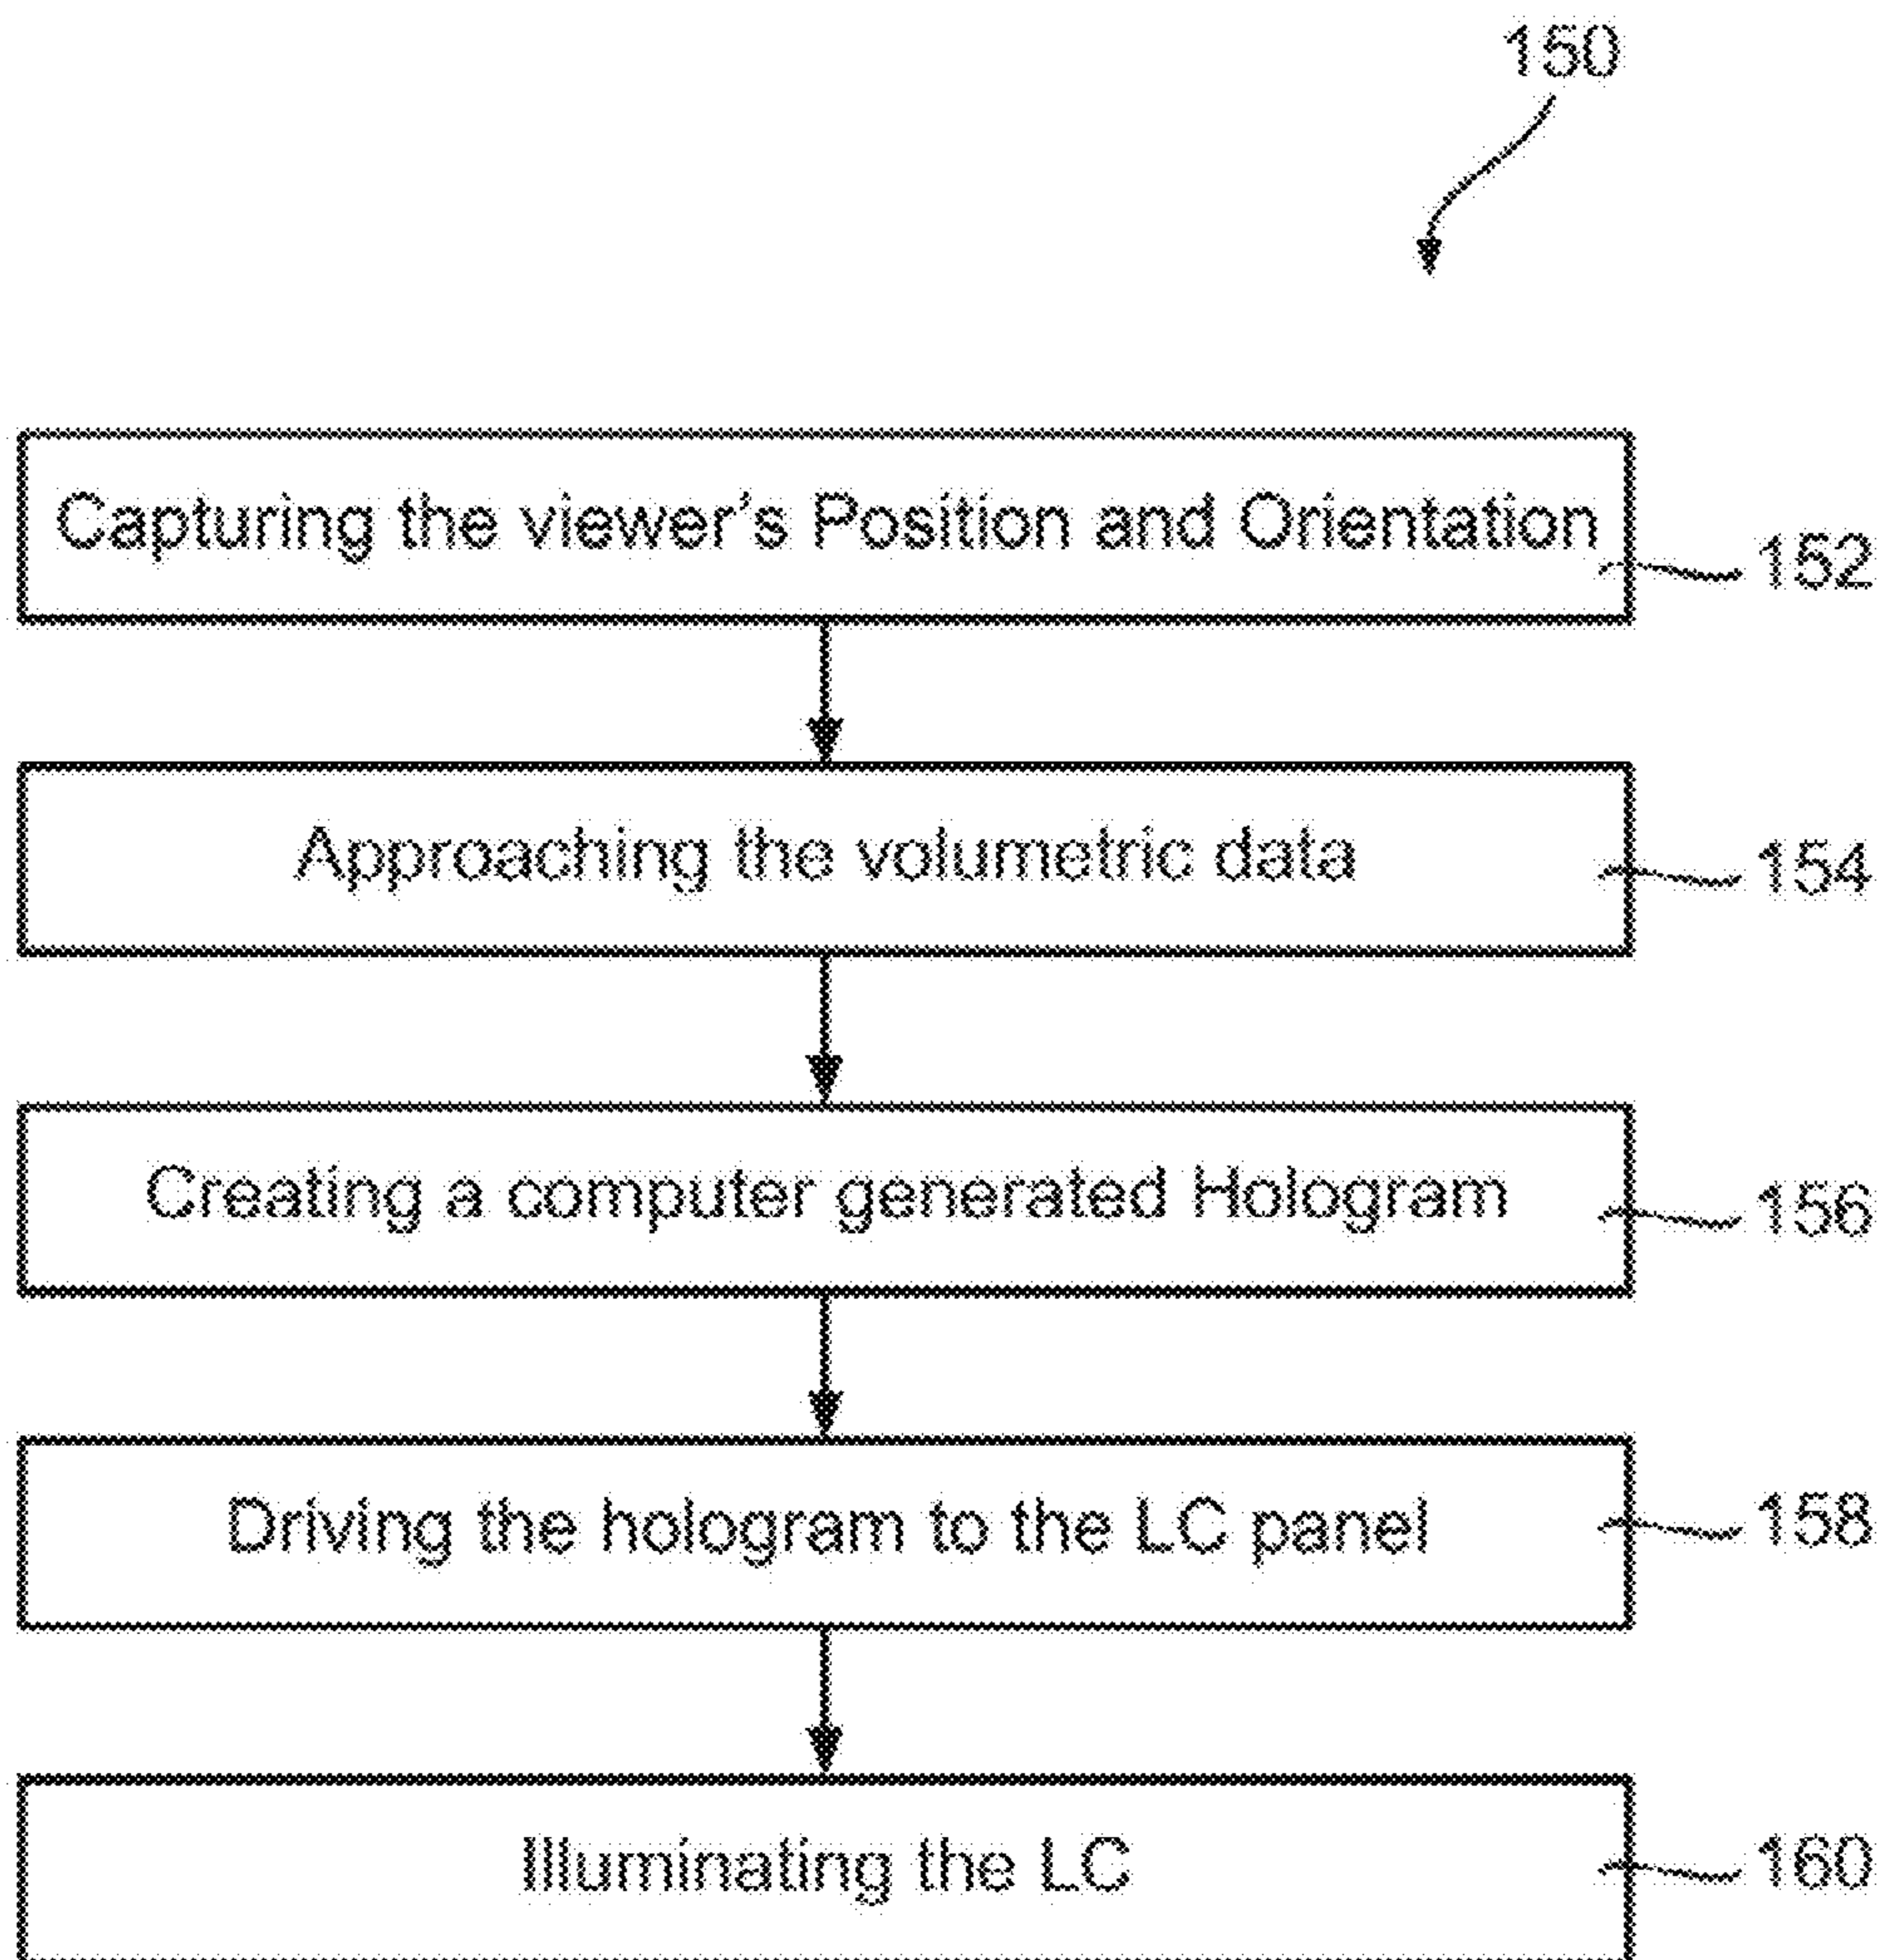 150
Capturing the viewer's Position and Orientation
152
Approaching the volumetric data
154
Creating a computer generated Hologram
156
Driving the hologram to the LC panel
158
Illuminating the LC
160